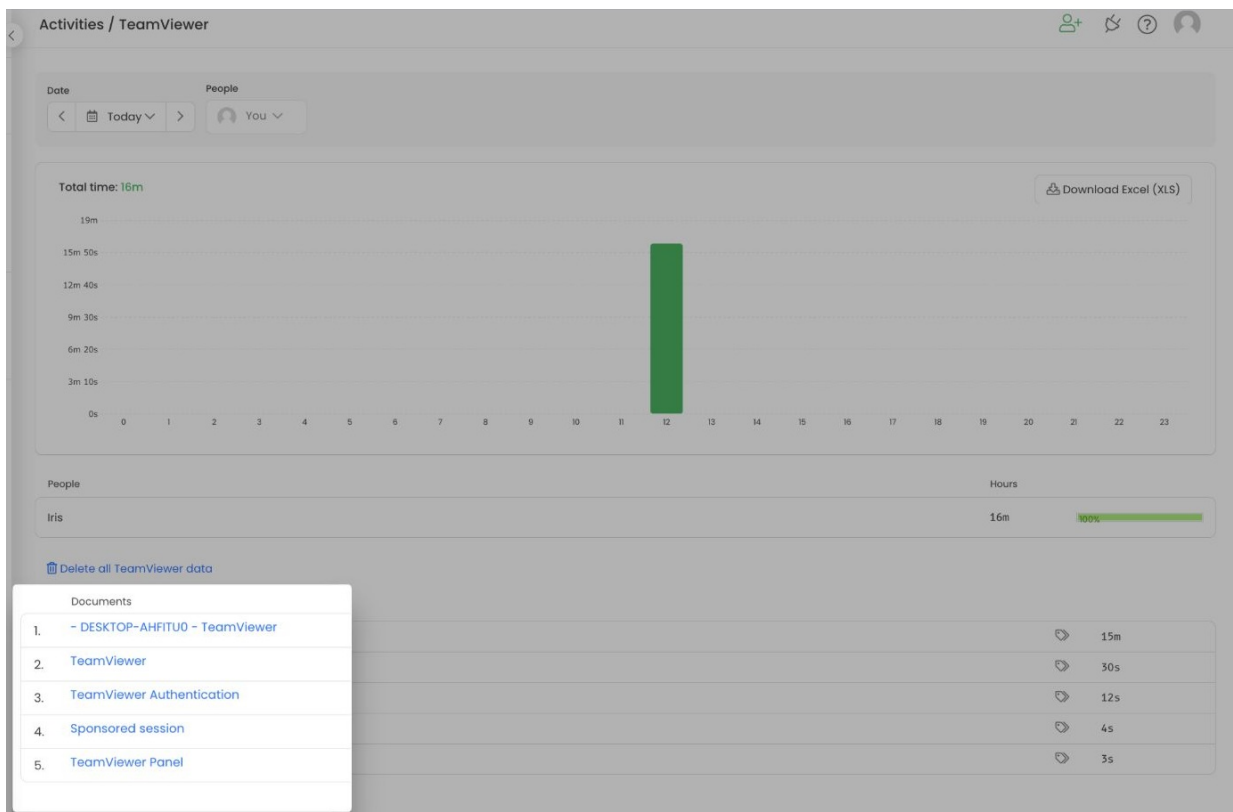 Activities / TeamViewer
Date
People
Today
You
Total time: 16m
Download Excel (XLS)
19m
15m 50s
12m 40s
9m 30s
6m 20s
3m 10s
0s
0 1 2 3 4 5 6 7 8 9 10 11 12 13 14 15 16 17 18 19 20 21 22 23
People Hours
Iris 16m 100%
Delete all TeamViewer data
Documents
1. - DESKTOP-AHFITU0 - TeamViewer 15m
2. TeamViewer 30s
3. TeamViewer Authentication 12s
4. Sponsored session 4s
5. TeamViewer Panel 3s